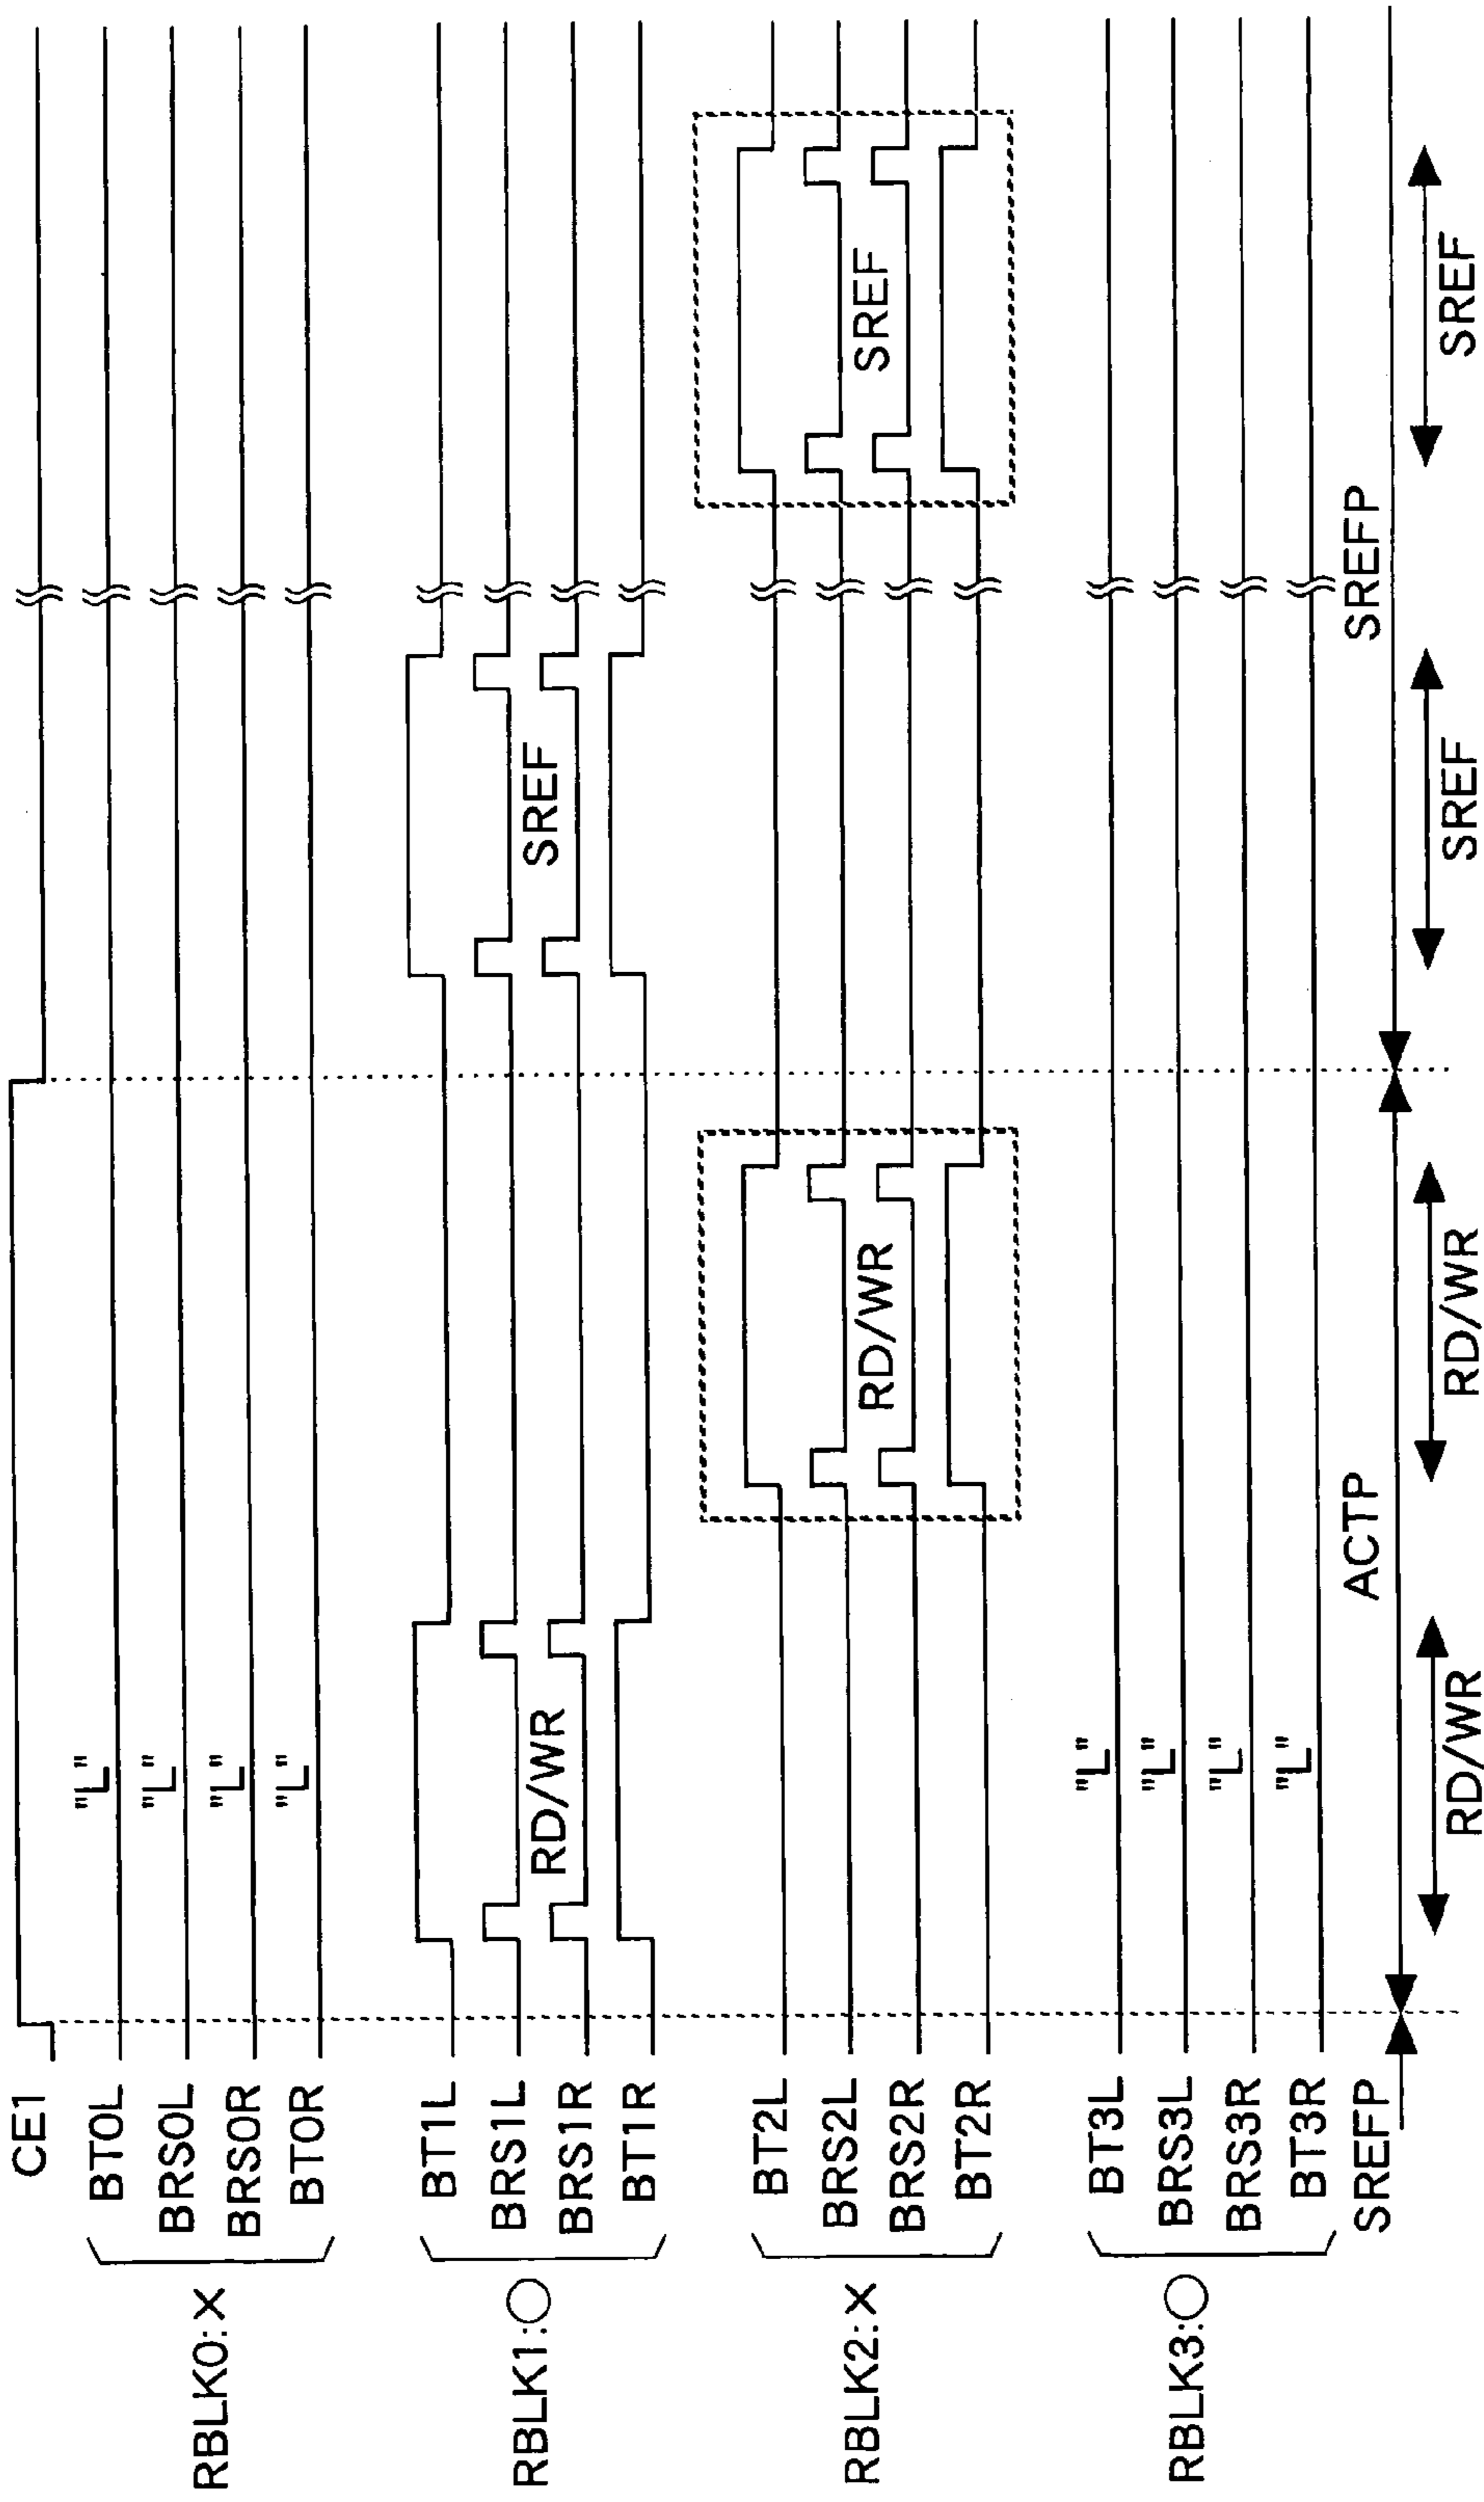 CE1
RBLK0:×
BT0L "L"
BRS0L "L"
BRS0R "L"
BT0R "L"
RBLK1:○
BT1L
BRS1L
RD/WR SREF
BRS1R
BT1R
RBLK2:×
BT2L
BRS2L
RD/WR SREF
BRS2R
BT2R
RBLK3:○
BT3L "L"
BRS3L "L"
BRS3R "L"
BT3R "L"
SREFP ACTP SREFP
RD/WR RD/WR SREF SREF